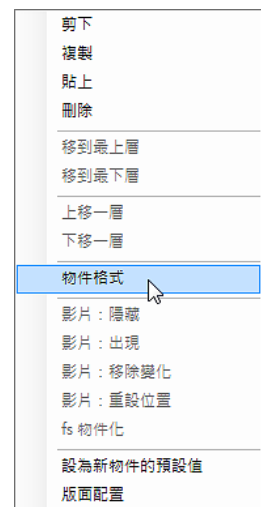 剪下
複製
貼上
刪除
移到最上層
移到最下層
上移一層
下移一層
物件格式
影片：隱藏
影片：出現
影片：移除變化
影片：重設位置
fs 物件化
設為新物件的預設值
版面配置